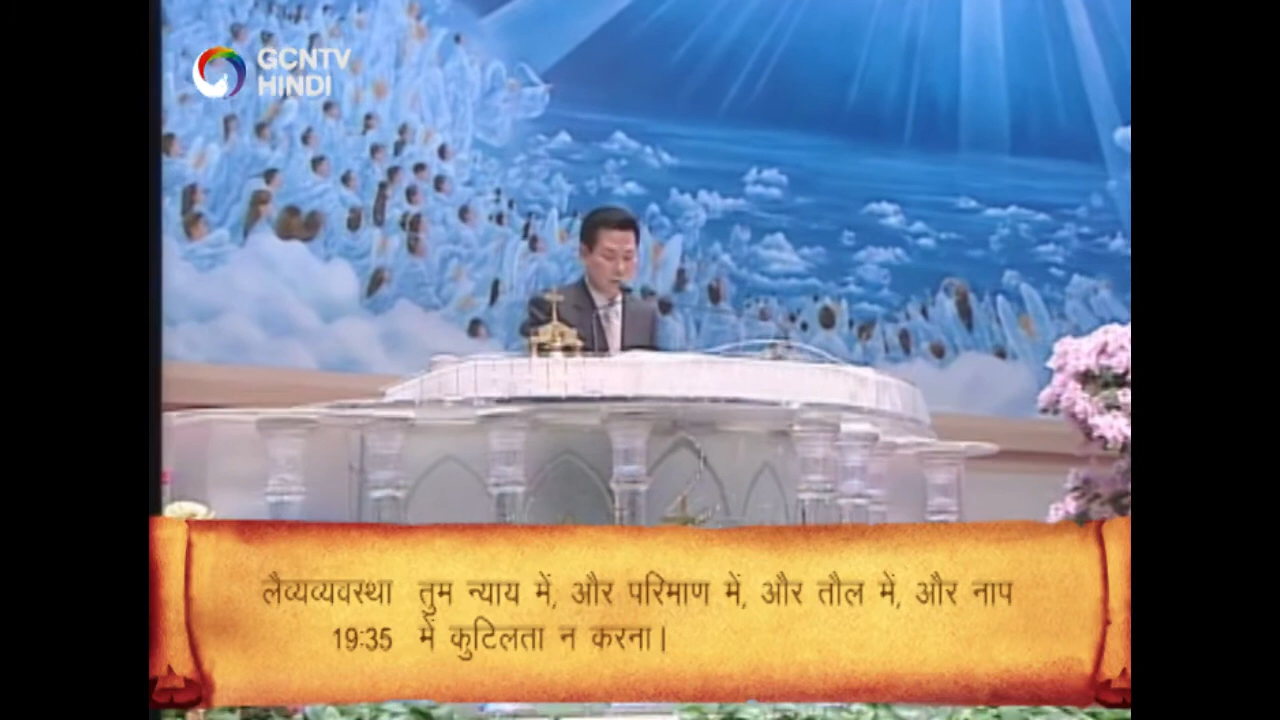 GCNTV
HINDI
लैव्यव्यवस्था तुम न्याय में, और परिमाण में, और तौल में, और नाप
19:35 में कुटिलता न करना।